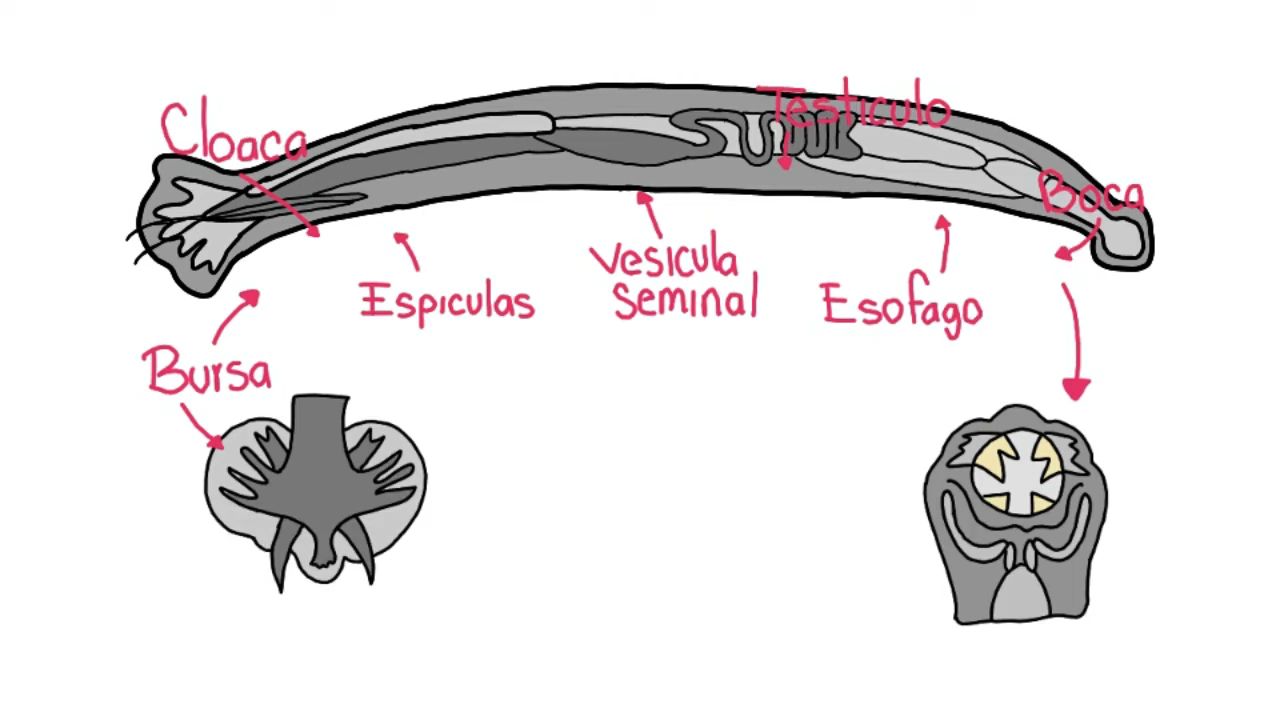 Testiculo
Cloaca
Boca
Vesicula
seminal
Espiculas
Esofago
Bursa